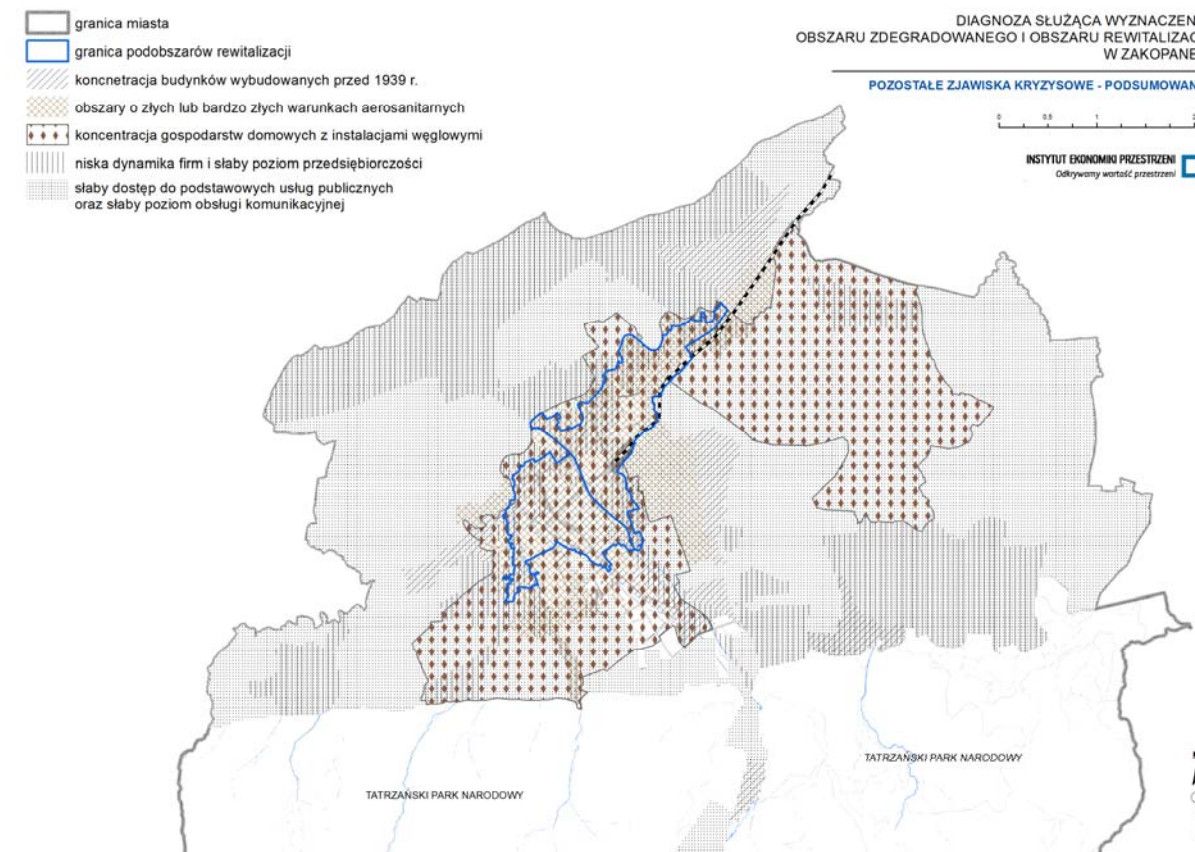 granica miasta
granica podobszarów rewitalizacji
koncnetracja budynków wybudowanych przed 1939 r.
obszary o złych lub bardzo złych warunkach aerosanitarnych
koncentracja gospodarstw domowych z instalacjami węglowymi
niska dynamika firm i słaby poziom przedsiębiorczości
słaby dostęp do podstawowych usług publicznych
oraz słaby poziom obsługi komunikacyjnej
DIAGNOZA SŁUŻĄCA WYZNACZEN
OBSZARU ZDEGRADOWANEGO I OBSZARU REWITALIZAC
W ZAKOPANE
POZOSTAŁE ZJAWISKA KRYZYSOWE - PODSUMOWAN
0 0,5 1 2
INSTYTUT EKONOMIKI PRZESTRZENI
Odkrywamy wartość przestrzeni
TATRZAŃSKI PARK NARODOWY
TATRZAŃSKI PARK NARODOWY